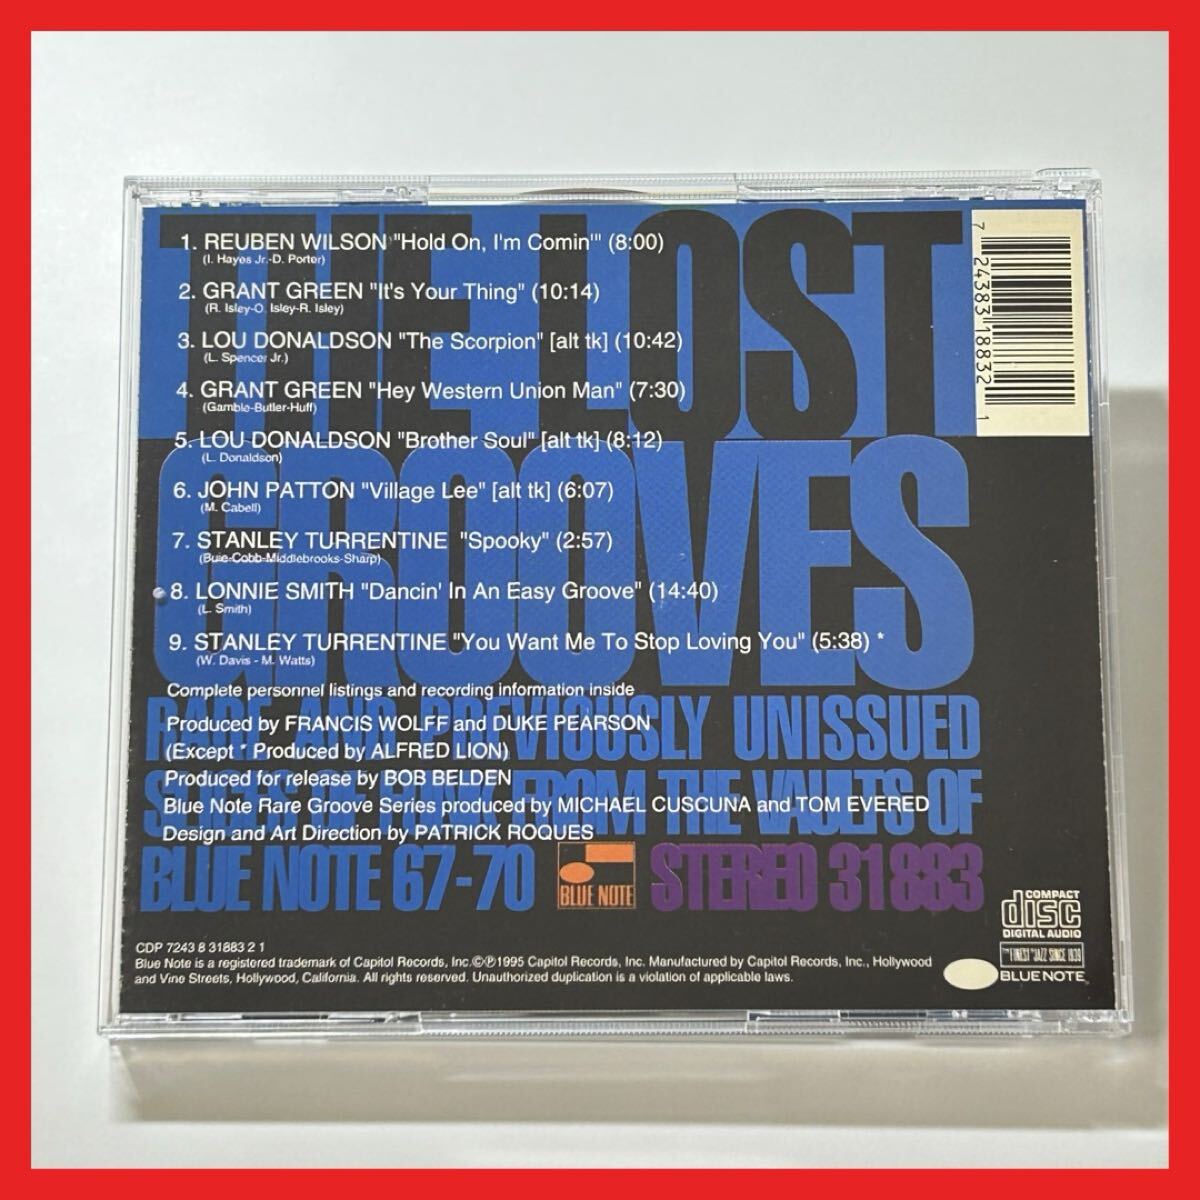 THE LOST
GROOVES
1. REUBEN WILSON "Hold On, I'm Comin'" (8:00)
(I. Hayes Jr.-D. Porter)
2. GRANT GREEN "It's Your Thing" (10:14)
(R. Isley-O. Isley-R. Isley)
3. LOU DONALDSON "The Scorpion" [alt tk] (10:42)
(L. Spencer Jr.)
4. GRANT GREEN "Hey Western Union Man" (7:30)
(Gamble-Butler-Huff)
5. LOU DONALDSON "Brother Soul" [alt tk] (8:12)
(L. Donaldson)
6. JOHN PATTON "Village Lee" [alt tk] (6:07)
(M. Cabell)
7. STANLEY TURRENTINE "Spooky" (2:57)
(Buie-Cobb-Middlebrooks-Sharp)
8. LONNIE SMITH "Dancin' In An Easy Groove" (14:40)
(L. Smith)
9. STANLEY TURRENTINE "You Want Me To Stop Loving You" (5:38) *
(W. Davis - M. Watts)
7 24383 18832 1
Complete personnel listings and recording information inside
Produced by FRANCIS WOLFF and DUKE PEARSON
(Except * Produced by ALFRED LION)
Produced for release by BOB BELDEN
Blue Note Rare Groove Series produced by MICHAEL CUSCUNA and TOM EVERED
Design and Art Direction by PATRICK ROQUES
RARE AND PREVIOUSLY UNISSUED
SLICES OF FUNK FROM THE VAULTS OF
BLUE NOTE 67-70
BLUE NOTE
STEREO 31883
COMPACT
disc
DIGITAL AUDIO
CDP 7243 8 31883 2 1
Blue Note is a registered trademark of Capitol Records, Inc.©℗1995 Capitol Records, Inc. Manufactured by Capitol Records, Inc., Hollywood
and Vine Streets, Hollywood, California. All rights reserved. Unauthorized duplication is a violation of applicable laws.
THE FINEST IN JAZZ SINCE 1939
BLUE NOTE